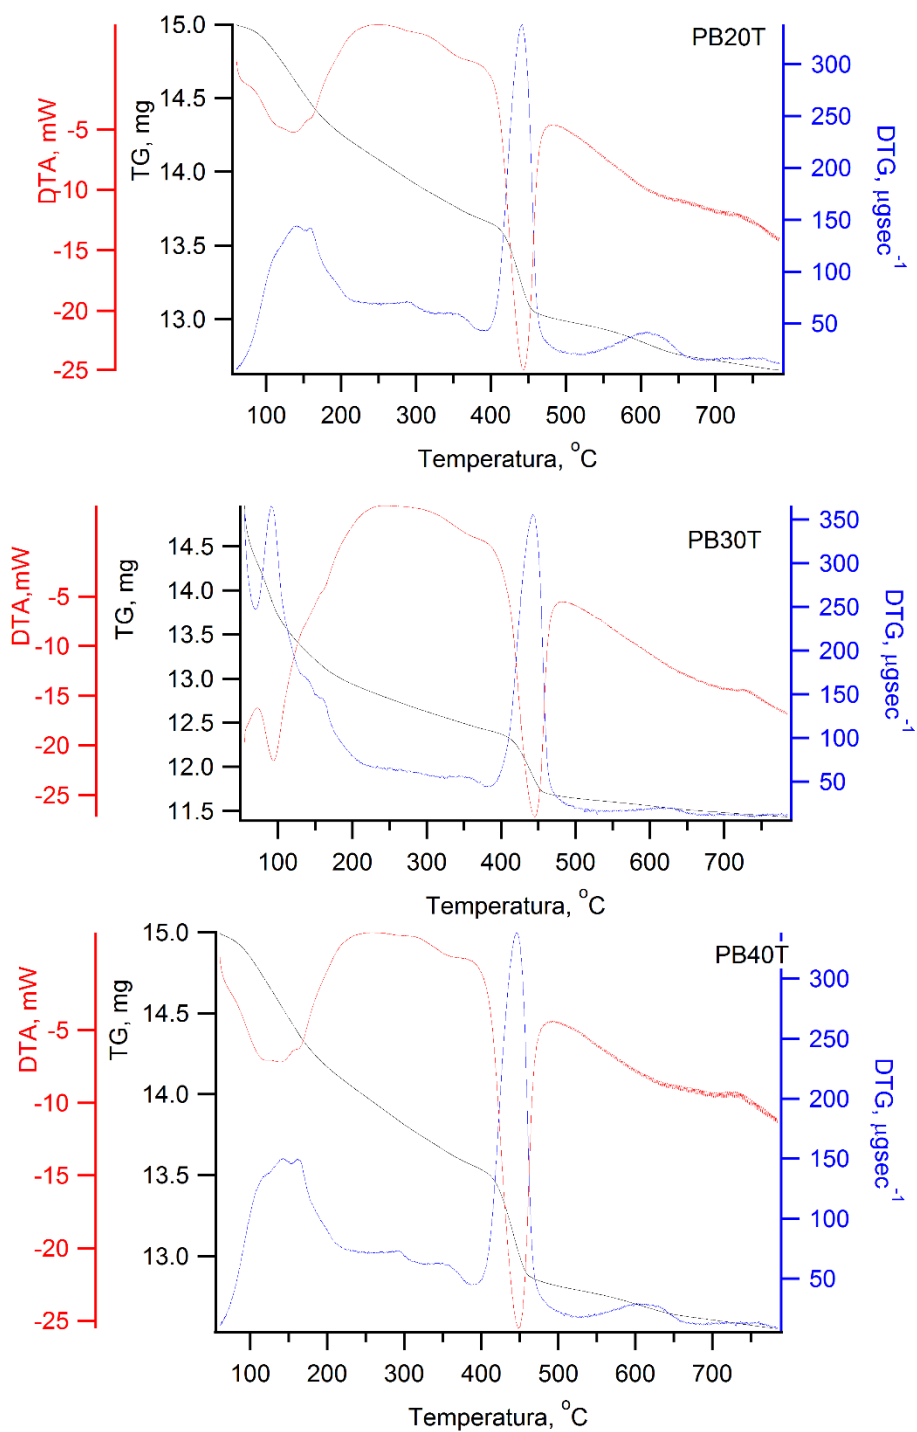 PB20T
DTA, mW
-5
-10
-15
-20
-25
TG, mg
15.0
14.5
14.0
13.5
13.0
DTG, µgsec⁻¹
350
300
250
200
150
100
50
100 200 300 400 500 600 700
Temperatura, °C
PB30T
DTA,mW
-5
-10
-15
-20
-25
TG, mg
14.5
14.0
13.5
13.0
12.5
12.0
11.5
DTG, µgsec⁻¹
350
300
250
200
150
100
50
100 200 300 400 500 600 700
Temperatura, °C
PB40T
DTA, mW
-5
-10
-15
-20
-25
TG, mg
15.0
14.5
14.0
13.5
13.0
DTG, µgsec⁻¹
300
250
200
150
100
50
100 200 300 400 500 600 700
Temperatura, °C